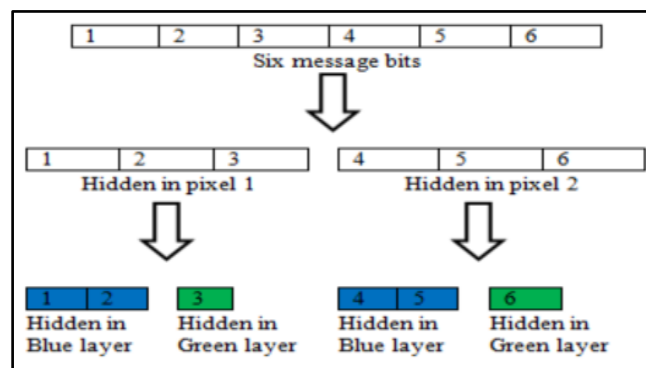 1 2 3 4 5 6
Six message bits
1 2 3 4 5 6
Hidden in pixel 1 Hidden in pixel 2
1 2 3 4 5 6
Hidden in Hidden in Hidden in Hidden in
Blue layer Green layer Blue layer Green layer